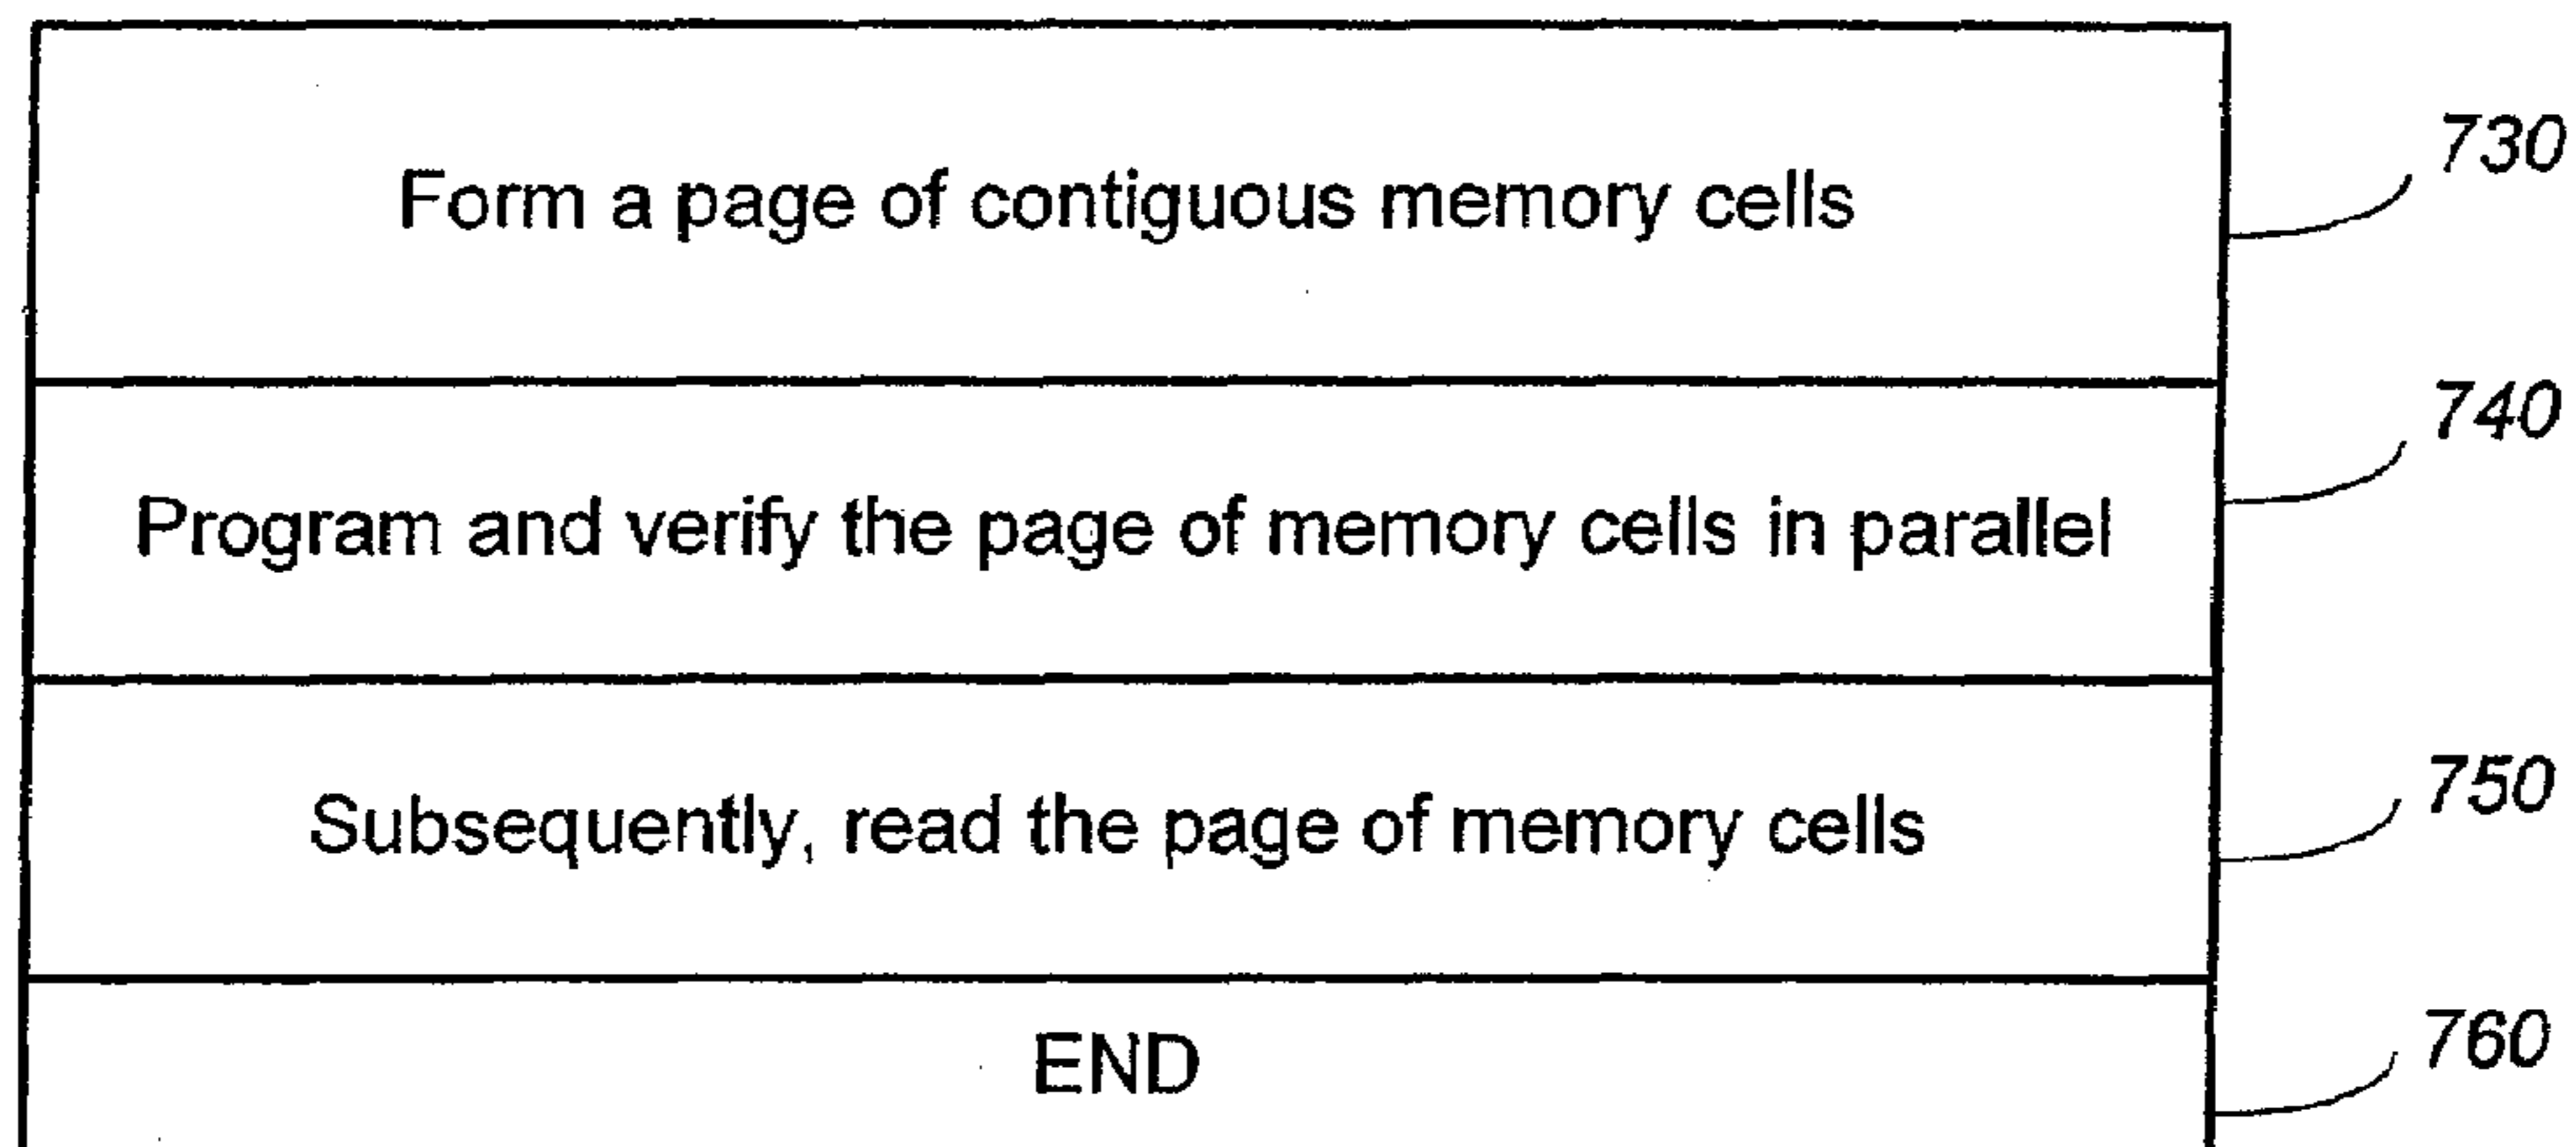 Form a page of contiguous memory cells
730
Program and verify the page of memory cells in parallel
740
Subsequently, read the page of memory cells
750
END
760